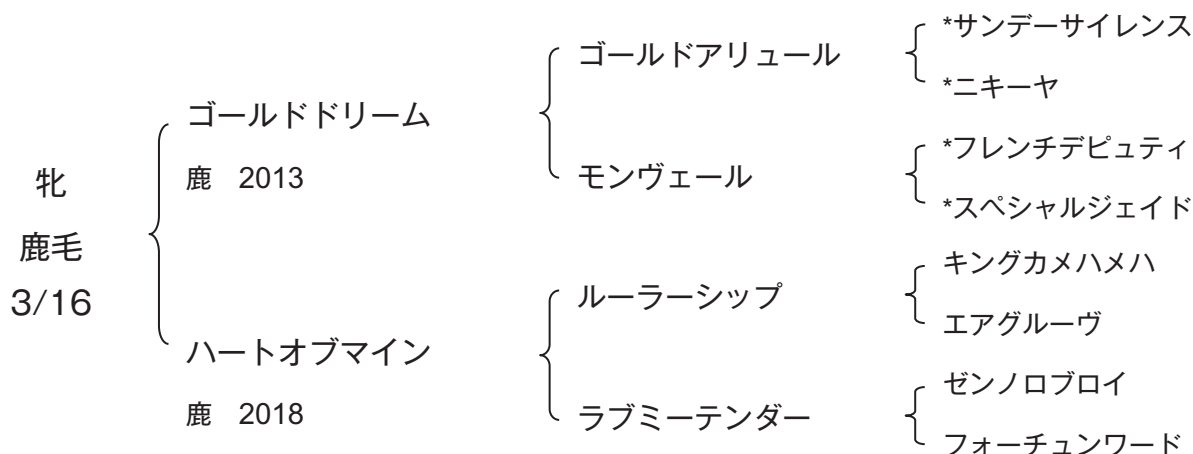 牝
鹿毛
3/16
ゴールドドリーム
鹿 2013
ハートオブマイン
鹿 2018
ゴールドアリュール
モンヴェール
ルーラーシップ
ラブミーテンダー
*サンデーサイレンス
*ニキーヤ
*フレンチデピュティ
*スペシャルジェイド
キングカメハメハ
エアグルーヴ
ゼンノロブロイ
フォーチュンワード